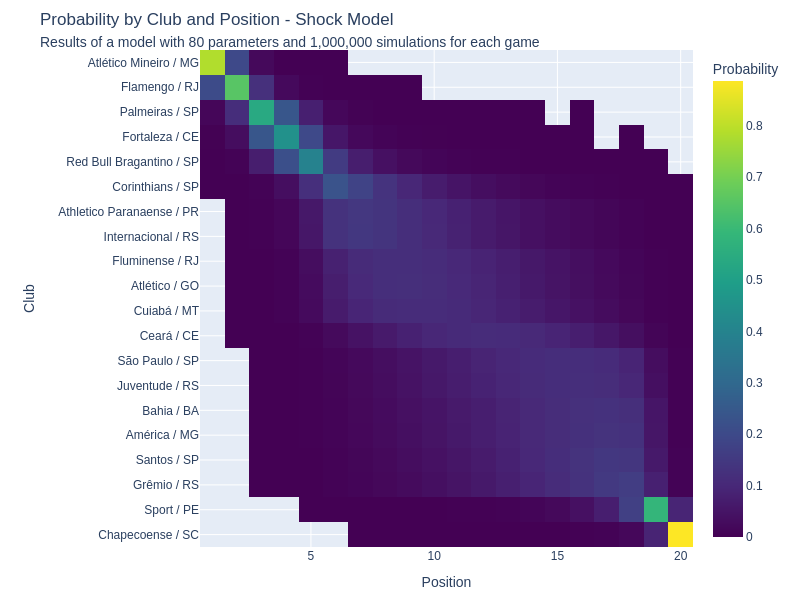 Probability by Club and Position - Shock Model
Results of a model with 80 parameters and 1,000,000 simulations for each game
Probability
Club
Atlético Mineiro / MG
Flamengo / RJ
Palmeiras / SP
Fortaleza / CE
Red Bull Bragantino / SP
Corinthians / SP
Athletico Paranaense / PR
Internacional / RS
Fluminense / RJ
Atlético / GO
Cuiabá / MT
Ceará / CE
São Paulo / SP
Juventude / RS
Bahia / BA
América / MG
Santos / SP
Grêmio / RS
Sport / PE
Chapecoense / SC
0.8
0.7
0.6
0.5
0.4
0.3
0.2
0.1
0
5
10
15
20
Position